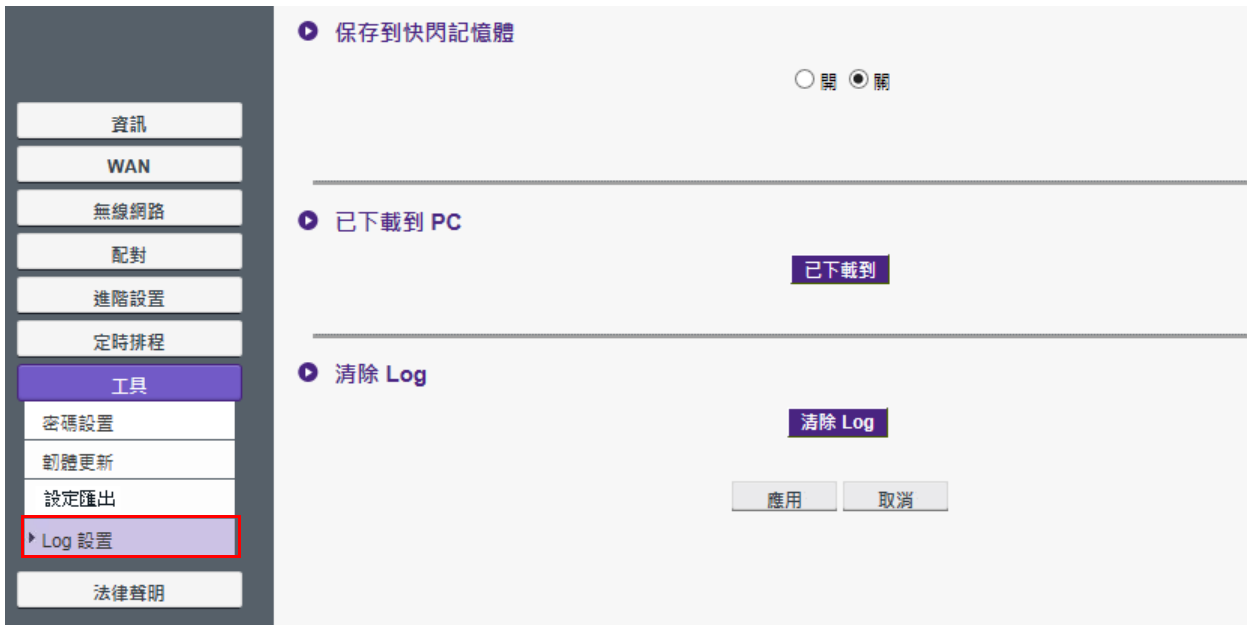 資訊
WAN
無線網路
配對
進階設置
定時排程
工具
密碼設置
韌體更新
設定匯出
Log 設置
法律聲明
保存到快閃記憶體
開 關
已下載到 PC
已下載到
清除 Log
清除 Log
應用 取消